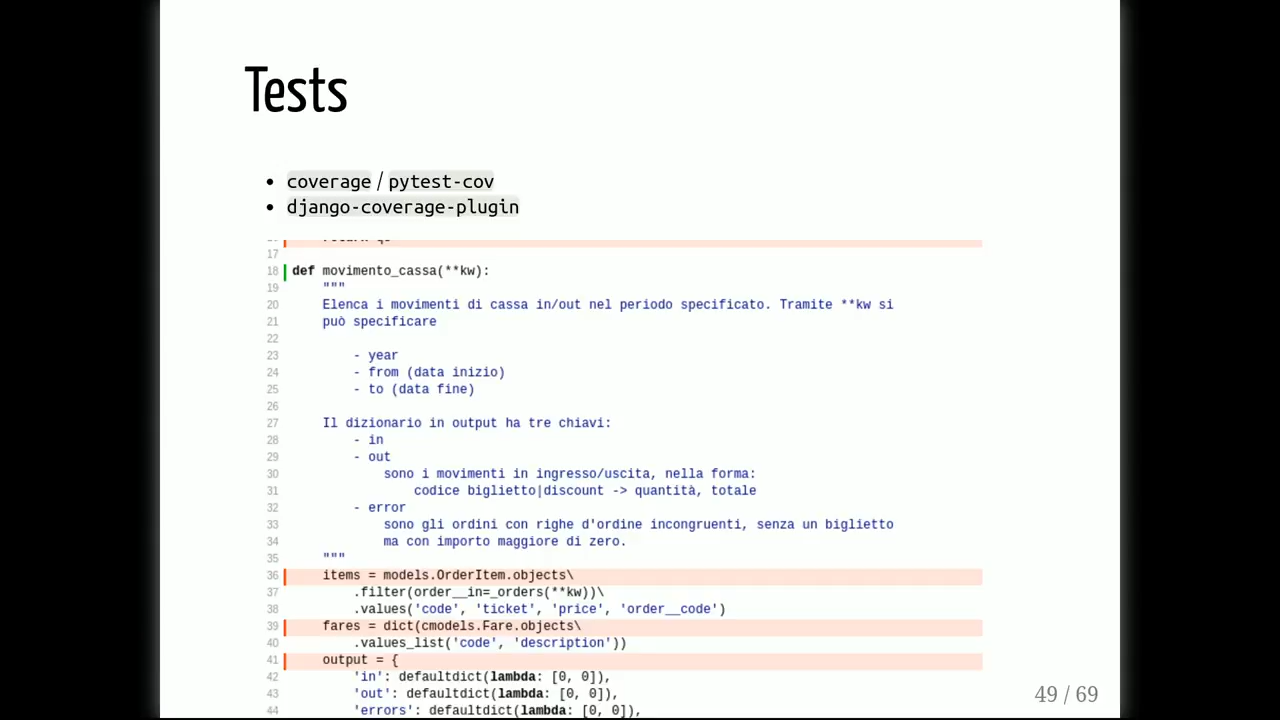 Tests
• coverage / pytest-cov
• django-coverage-plugin
17
18 def movimento_cassa(**kw):
19 """
20 Elenca i movimenti di cassa in/out nel periodo specificato. Tramite **kw si
21 può specificare
22
23 - year
24 - from (data inizio)
25 - to (data fine)
26
27 Il dizionario in output ha tre chiavi:
28 - in
29 - out
30 sono i movimenti in ingresso/uscita, nella forma:
31 codice biglietto|discount -> quantità, totale
32 - error
33 sono gli ordini con righe d'ordine incongruenti, senza un biglietto
34 ma con importo maggiore di zero.
35 """
36 items = models.OrderItem.objects\
37 .filter(order__in=_orders(**kw))\
38 .values('code', 'ticket', 'price', 'order__code')
39 fares = dict(cmodels.Fare.objects\
40 .values_list('code', 'description'))
41 output = {
42 'in': defaultdict(lambda: [0, 0]),
43 'out': defaultdict(lambda: [0, 0]),
44 'errors': defaultdict(lambda: [0, 0]),
49 / 69